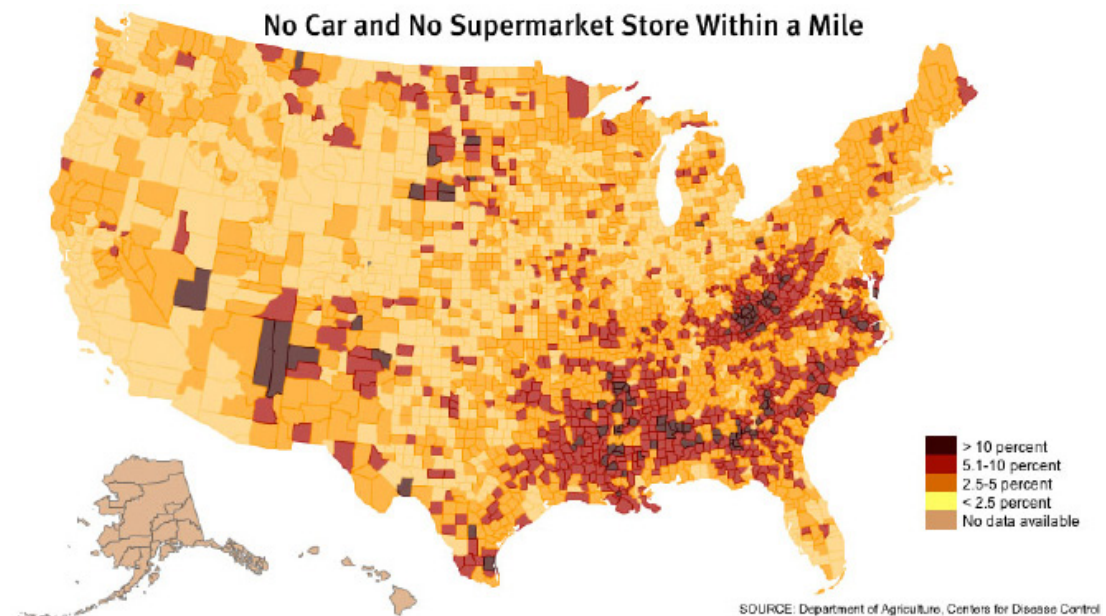 No Car and No Supermarket Store Within a Mile
> 10 percent
5.1-10 percent
2.5-5 percent
< 2.5 percent
No data available
SOURCE: Department of Agriculture, Centers for Disease Control